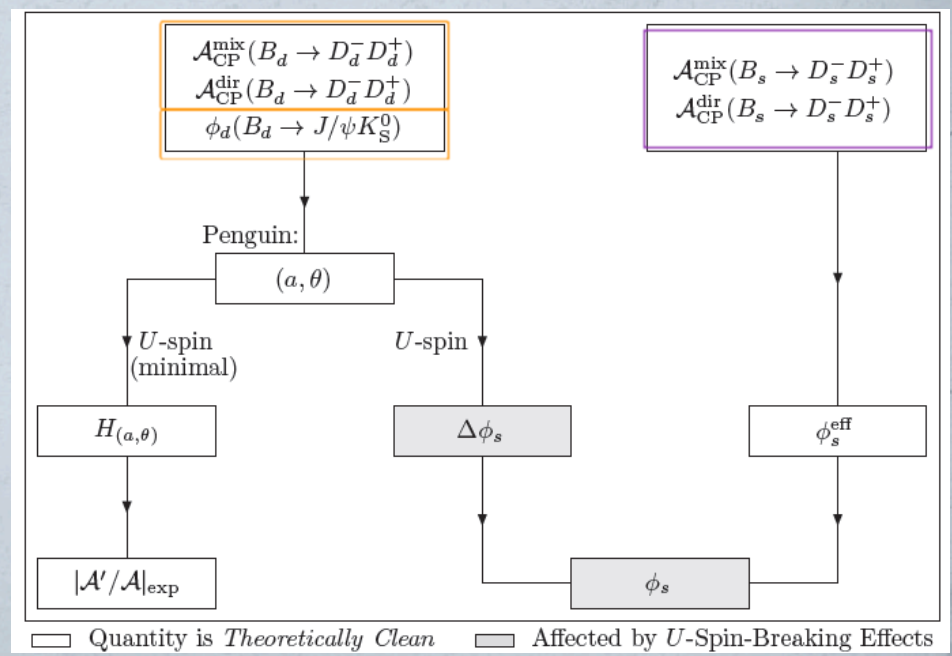 𝒜_CP^mix(B_d → D_d^− D_d^+)
𝒜_CP^dir(B_d → D_d^− D_d^+)
ϕ_d(B_d → J/ψK_S^0)
𝒜_CP^mix(B_s → D_s^− D_s^+)
𝒜_CP^dir(B_s → D_s^− D_s^+)
Penguin:
(a, θ)
U-spin
(minimal)
U-spin
H_(a,θ)
Δϕ_s
ϕ_s^eff
|𝒜′/𝒜|_exp
ϕ_s
Quantity is Theoretically Clean
Affected by U-Spin-Breaking Effects